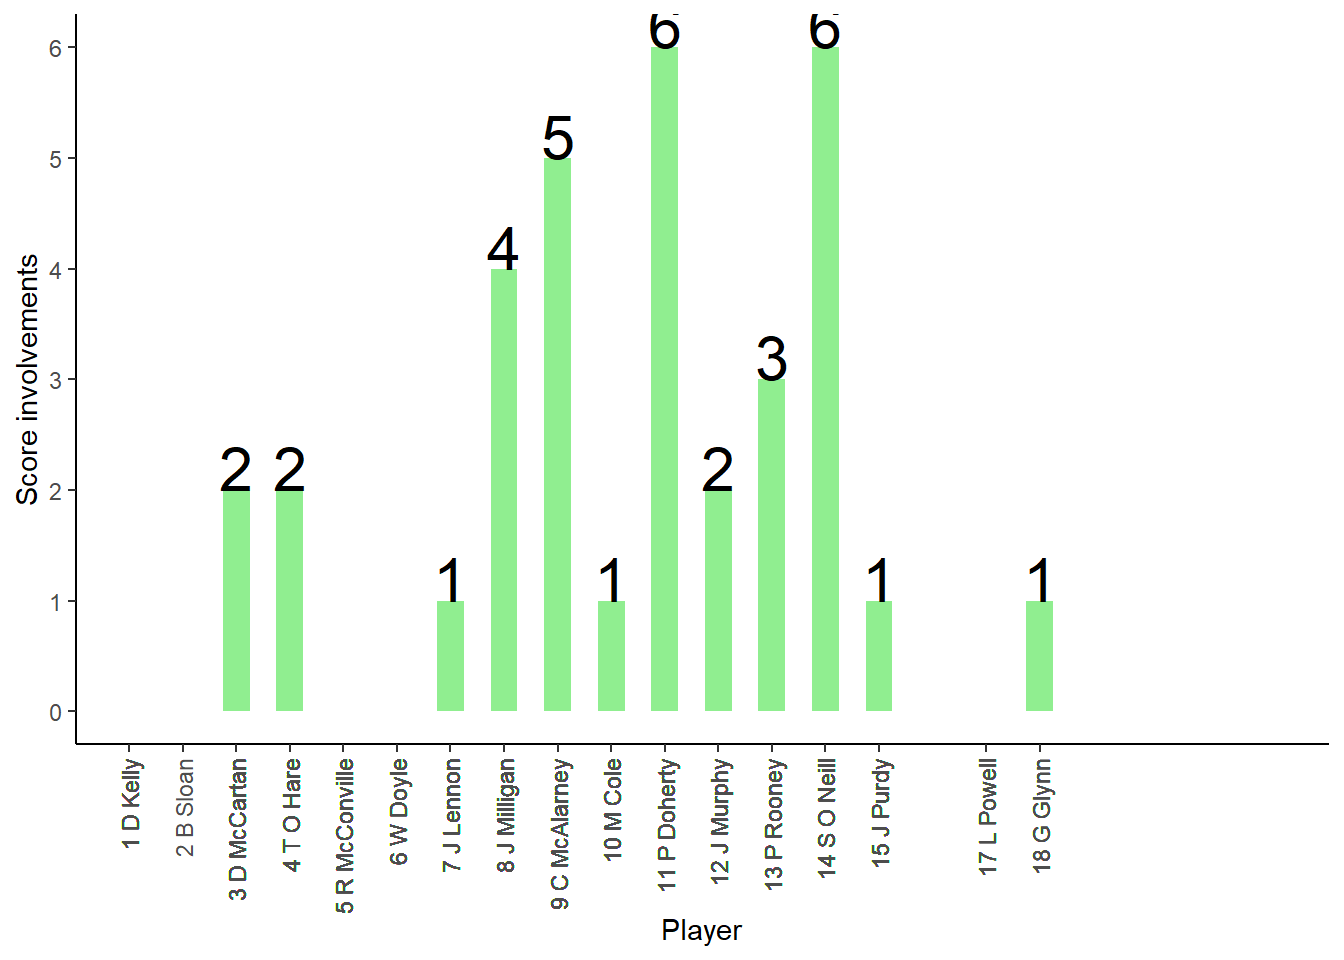 6 6
6
5
5
4
4
3
3
2 2 2
2
1 1 1 1
1
0
Score involvements
1 D Kelly
2 B Sloan
3 D McCartan
4 T O Hare
5 R McConville
6 W Doyle
7 J Lennon
8 J Milligan
9 C McAlarney
10 M Cole
11 P Doherty
12 J Murphy
13 P Rooney
14 S O Neill
15 J Purdy
17 L Powell
18 G Glynn
Player